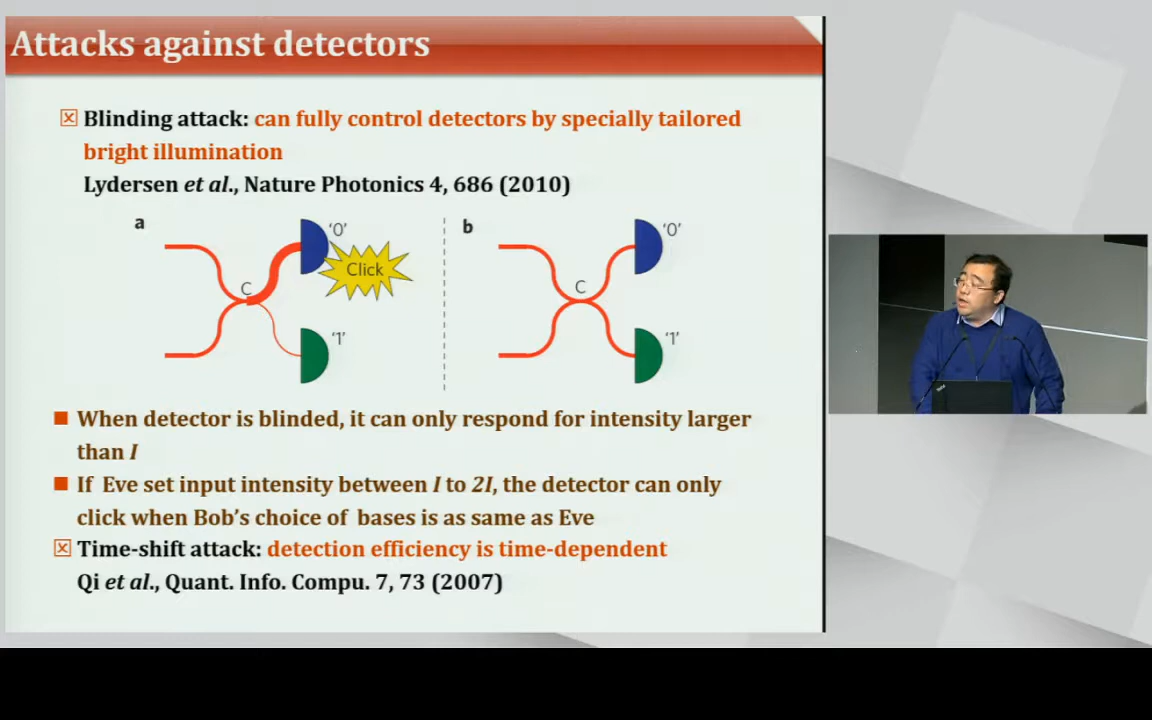 Attacks against detectors
Blinding attack: can fully control detectors by specially tailored
bright illumination
Lydersen et al., Nature Photonics 4, 686 (2010)
a
'0'
Click
C
'1'
b
'0'
C
'1'
When detector is blinded, it can only respond for intensity larger
than I
If Eve set input intensity between I to 2I, the detector can only
click when Bob's choice of bases is as same as Eve
Time-shift attack: detection efficiency is time-dependent
Qi et al., Quant. Info. Compu. 7, 73 (2007)